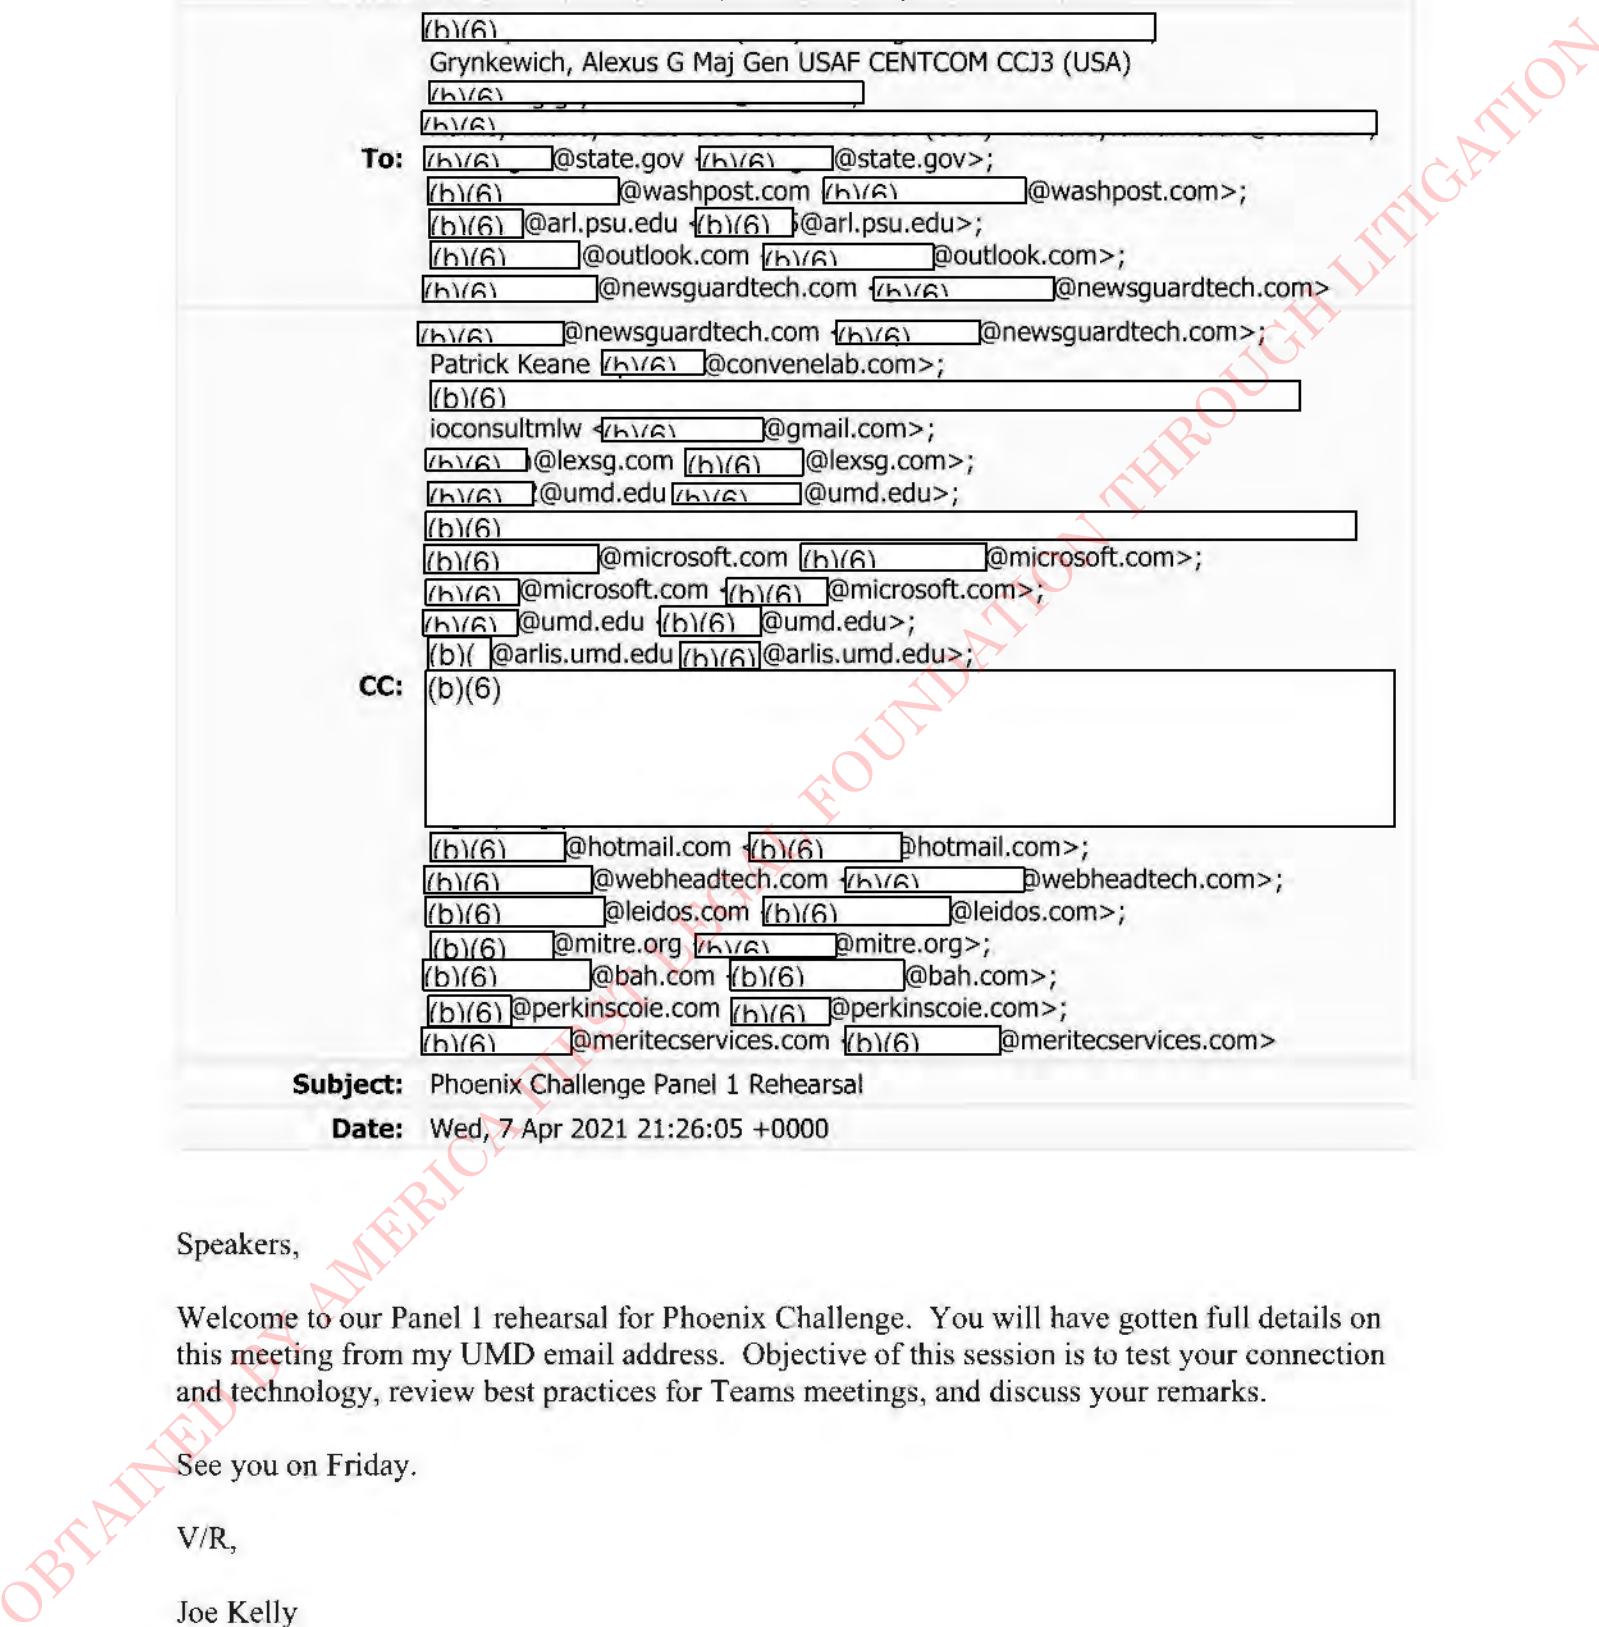 (b)(6)
Grynkewich, Alexus G Maj Gen USAF CENTCOM CCJ3 (USA)
(b)(6)
(b)(6)
To: (b)(6) @state.gov (b)(6) @state.gov>;
(b)(6) @washpost.com (b)(6) @washpost.com>;
(b)(6) @arl.psu.edu <(b)(6) @arl.psu.edu>;
(b)(6) @outlook.com (b)(6) @outlook.com>;
(b)(6) @newsguardtech.com <(b)(6) @newsguardtech.com>
(b)(6) @newsguardtech.com <(b)(6) @newsguardtech.com>;
Patrick Keane (b)(6) @convenelab.com>;
(b)(6)
ioconsultmlw <(b)(6) @gmail.com>;
(b)(6) @lexsg.com (b)(6) @lexsg.com>;
(b)(6) @umd.edu (b)(6) @umd.edu>;
(b)(6)
(b)(6) @microsoft.com (b)(6) @microsoft.com>;
(b)(6) @microsoft.com <(b)(6) @microsoft.com>;
(b)(6) @umd.edu <(b)(6) @umd.edu>;
(b)( @arlis.umd.edu (b)(6) @arlis.umd.edu>;
CC: (b)(6)
(b)(6) @hotmail.com <(b)(6) @hotmail.com>;
(b)(6) @webheadtech.com <(b)(6) @webheadtech.com>;
(b)(6) @leidos.com (b)(6) @leidos.com>;
(b)(6) @mitre.org (b)(6) @mitre.org>;
(b)(6) @bah.com <(b)(6) @bah.com>;
(b)(6) @perkinscoie.com (b)(6) @perkinscoie.com>;
(b)(6) @meritecservices.com <(b)(6) @meritecservices.com>
Subject: Phoenix Challenge Panel 1 Rehearsal
Date: Wed, 7 Apr 2021 21:26:05 +0000
Speakers,
Welcome to our Panel 1 rehearsal for Phoenix Challenge. You will have gotten full details on
this meeting from my UMD email address. Objective of this session is to test your connection
and technology, review best practices for Teams meetings, and discuss your remarks.
See you on Friday.
V/R,
Joe Kelly
OBTAINED BY AMERICA FIRST LEGAL FOUNDATION THROUGH LITIGATION